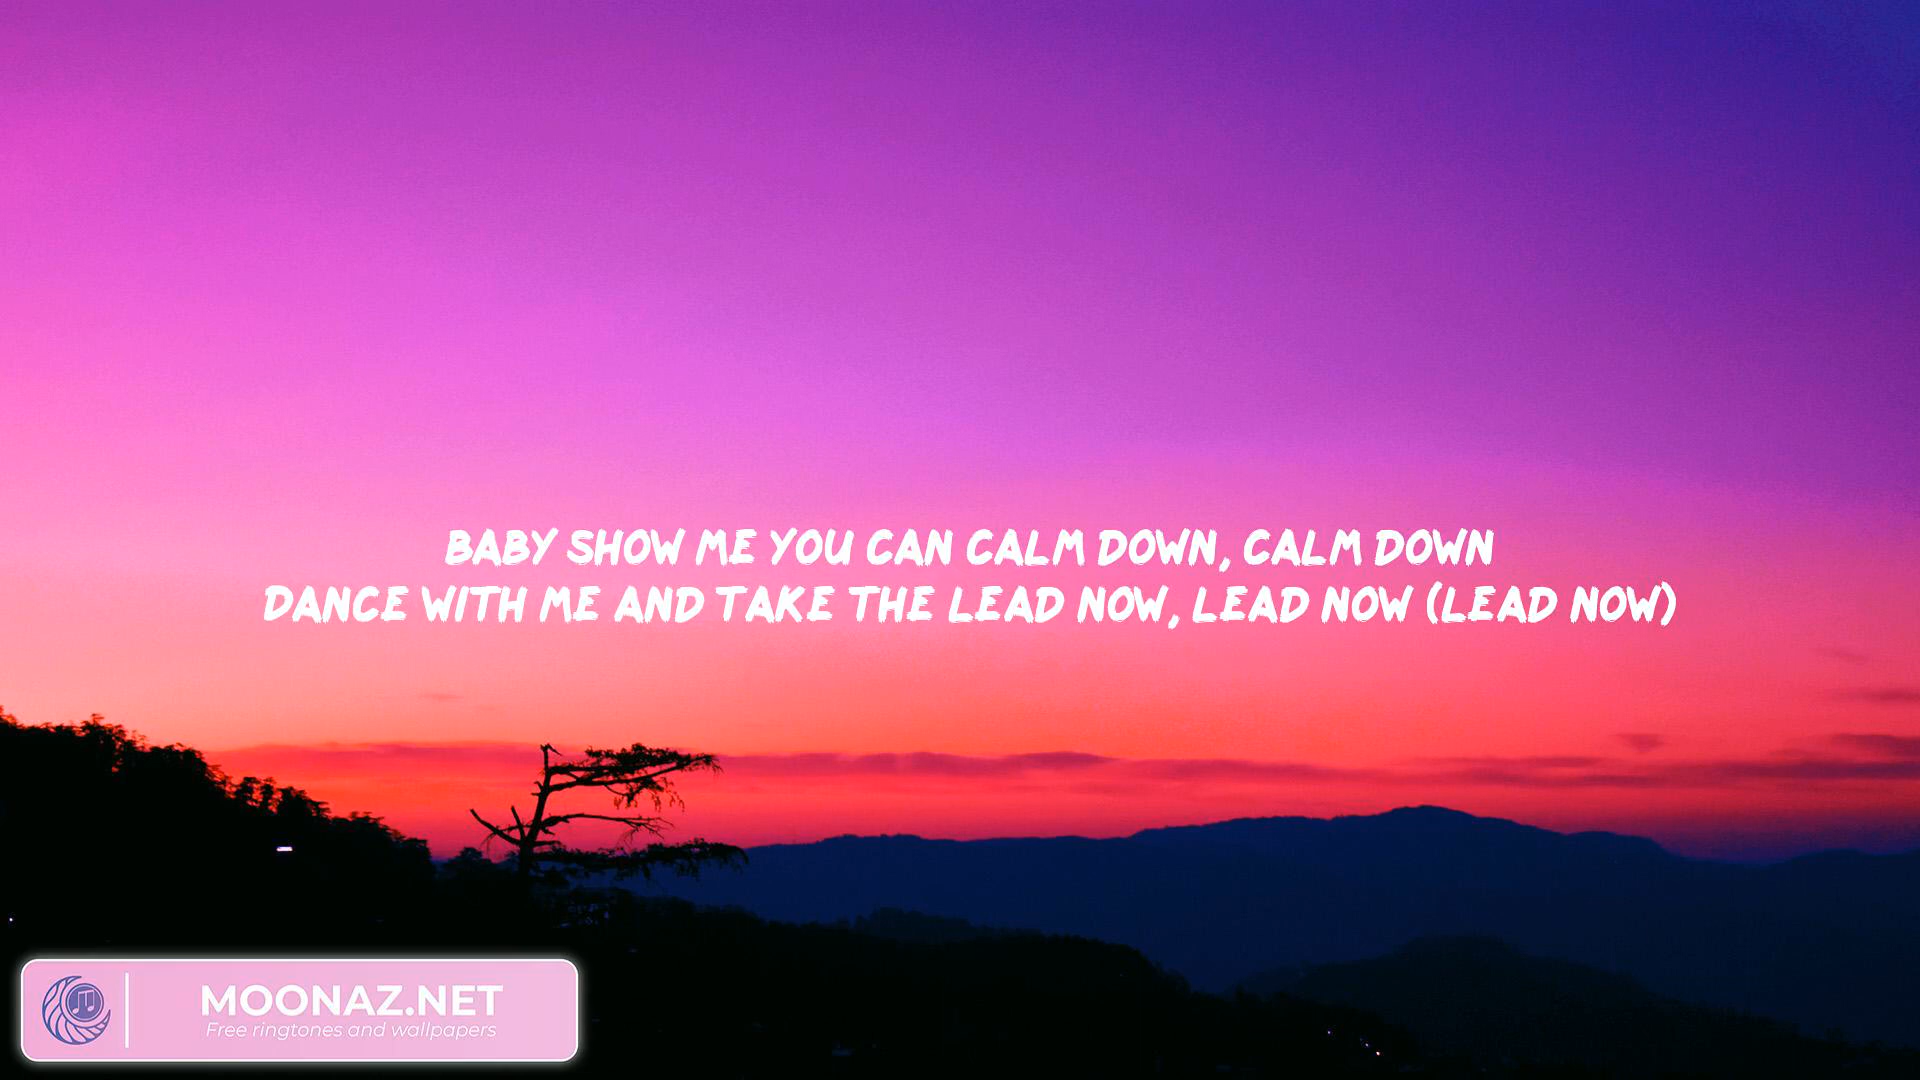 BABY SHOW ME YOU CAN CALM DOWN, CALM DOWN
DANCE WITH ME AND TAKE THE LEAD NOW, LEAD NOW (LEAD NOW)
MOONAZ.NET
Free ringtones and wallpapers